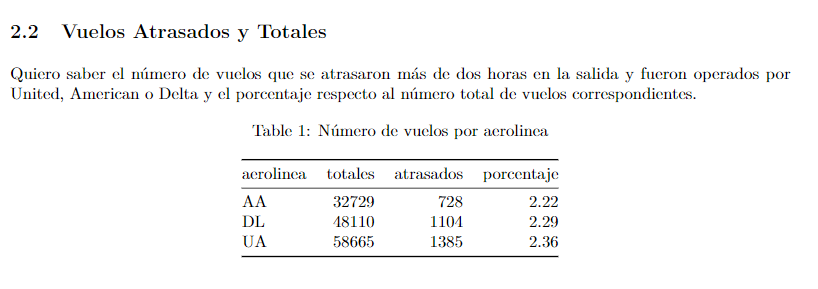 2.2 Vuelos Atrasados y Totales
Quiero saber el número de vuelos que se atrasaron más de dos horas en la salida y fueron operados por
United, American o Delta y el porcentaje respecto al número total de vuelos correspondientes.
Table 1: Número de vuelos por aerolinea
aerolinea totales atrasados porcentaje
AA 32729 728 2.22
DL 48110 1104 2.29
UA 58665 1385 2.36